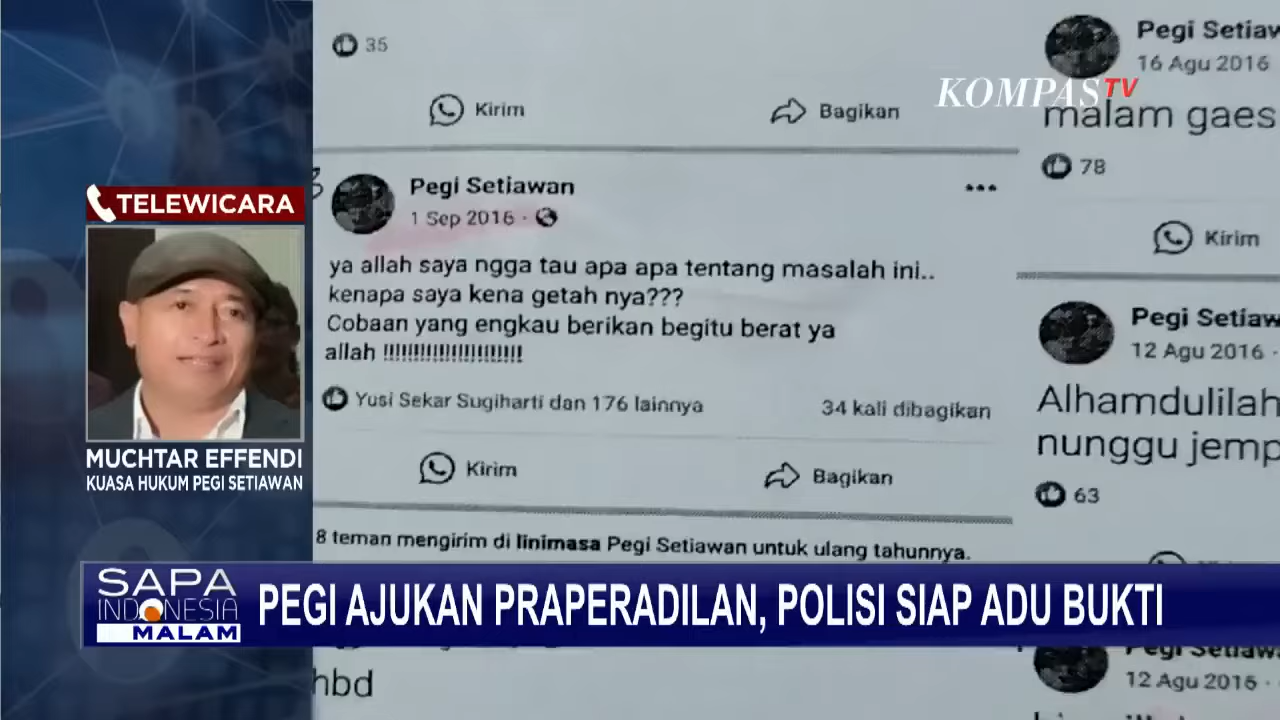 35
Kirim
Bagikan
Pegi Setiawan
1 Sep 2016 ·
ya allah saya ngga tau apa apa tentang masalah ini..
kenapa saya kena getah nya???
Cobaan yang engkau berikan begitu berat ya
allah !!!!!!!!!!!!!!!!!!!!!!!
Yusi Sekar Sugiharti dan 176 lainnya
34 kali dibagikan
Kirim
Bagikan
8 teman mengirim di linimasa Pegi Setiawan untuk ulang tahunnya.
hbd
Pegi Setiaw
16 Agu 2016
KOMPASTV
malam gaes
78
Kirim
Pegi Setiaw
12 Agu 2016 ·
Alhamdulilah
nunggu jemp
63
Pegi Setiaw
12 Agu 2016 ·
TELEWICARA
MUCHTAR EFFENDI
KUASA HUKUM PEGI SETIAWAN
SAPA
INDONESIA
MALAM
PEGI AJUKAN PRAPERADILAN, POLISI SIAP ADU BUKTI